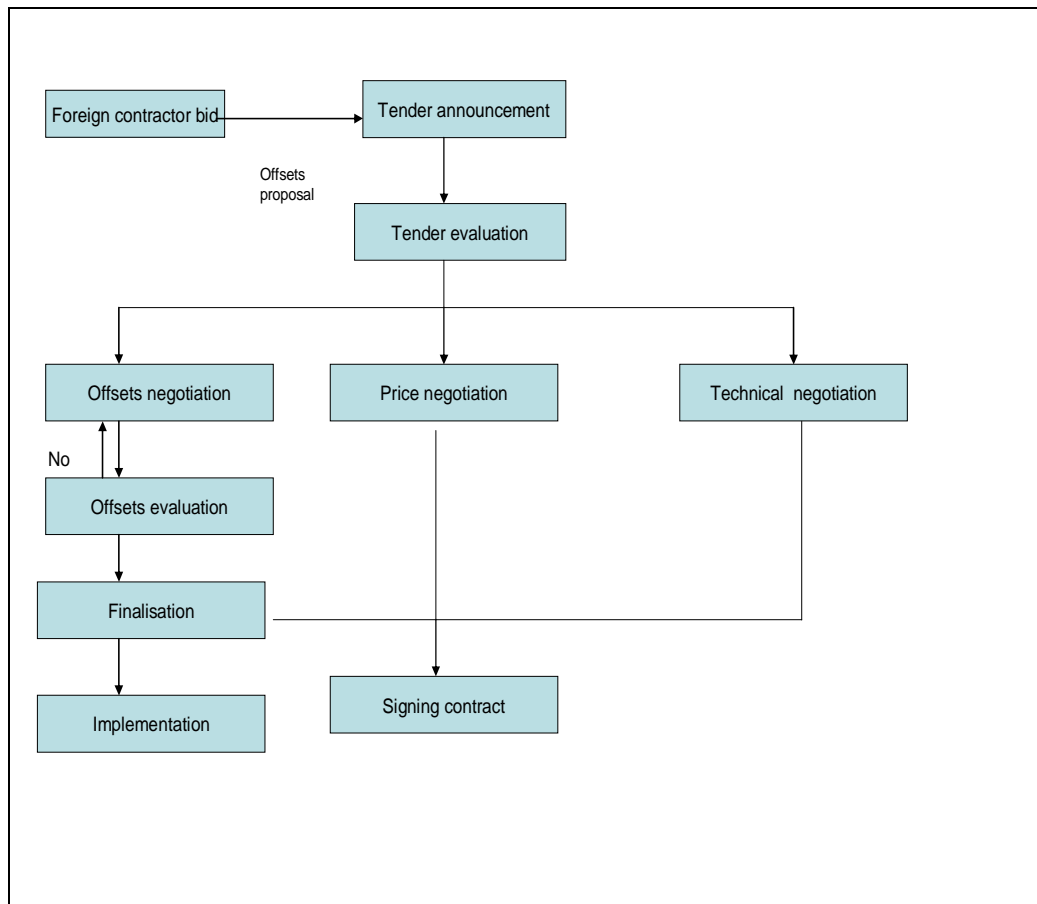 Foreign contractor bid
Tender announcement
Offsets
proposal
Tender evaluation
Offsets negotiation
Price negotiation
Technical  negotiation
No
Offsets evaluation
Finalisation
Signing contract
Implementation